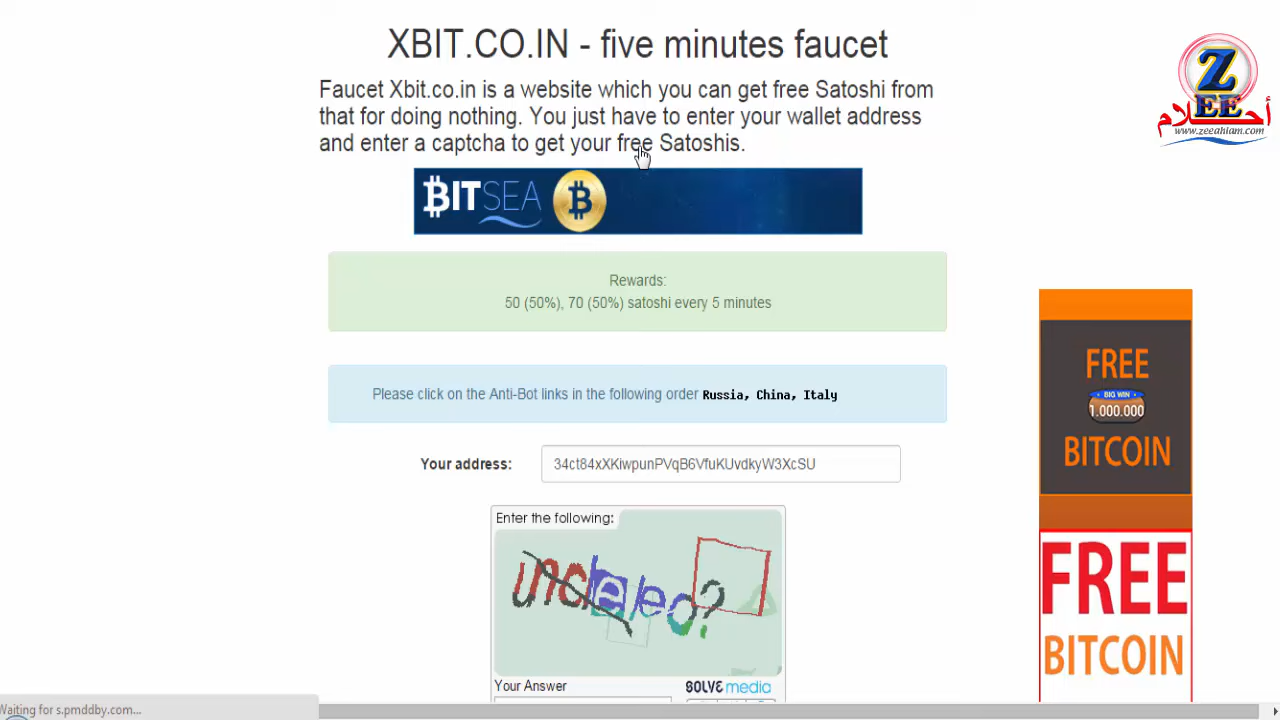 XBIT.CO.IN - five minutes faucet
Faucet Xbit.co.in is a website which you can get free Satoshi from
that for doing nothing. You just have to enter your wallet address
and enter a captcha to get your free Satoshis.
Z
EE
أحلام
www.zeeahlam.com
BITSEA
Rewards:
50 (50%), 70 (50%) satoshi every 5 minutes
Please click on the Anti-Bot links in the following order Russia, China, Italy
Your address:
34ct84xXKiwpunPVqB6VfuKUvdkyW3XcSU
Enter the following:
Your Answer
SOLVE media
FREE
BIG WIN
1.000.000
BITCOIN
FREE
BITCOIN
Waiting for s.pmddby.com...